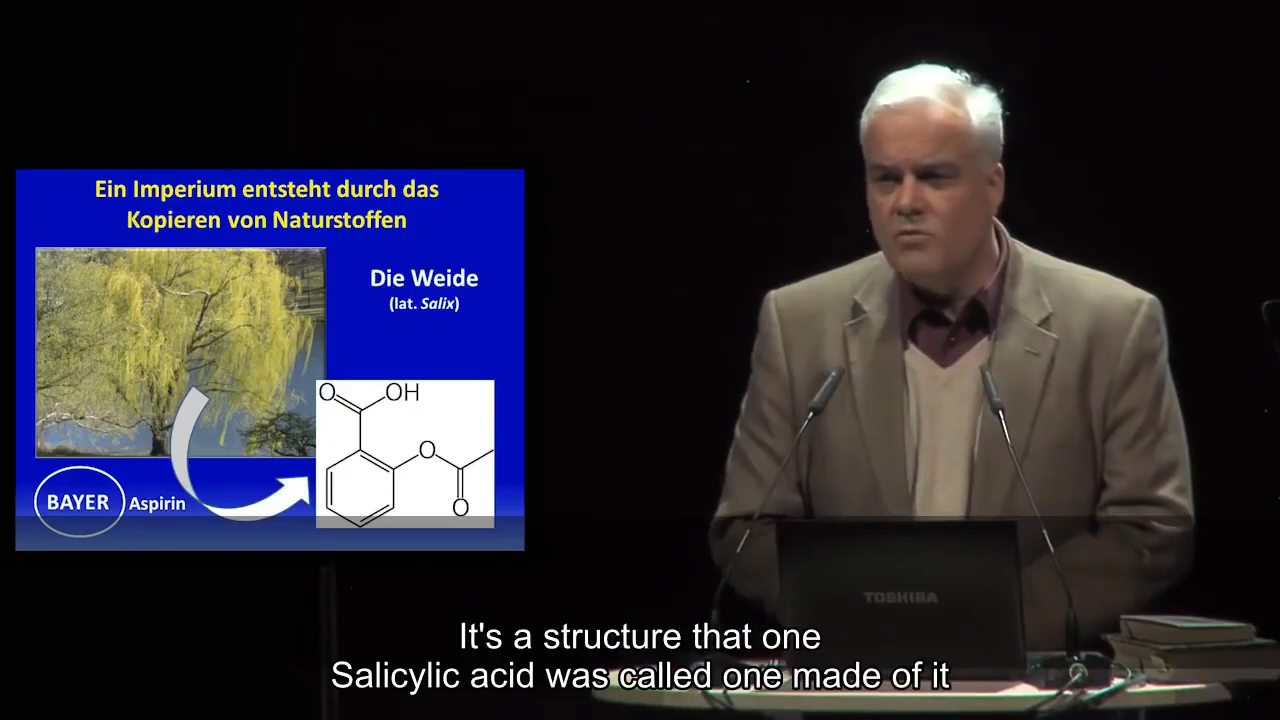 Ein Imperium entsteht durch das
Kopieren von Naturstoffen
Die Weide
(lat. Salix)
O
OH
O
O
BAYER
Aspirin
TOSHIBA
It's a structure that one
Salicylic acid was called one made of it